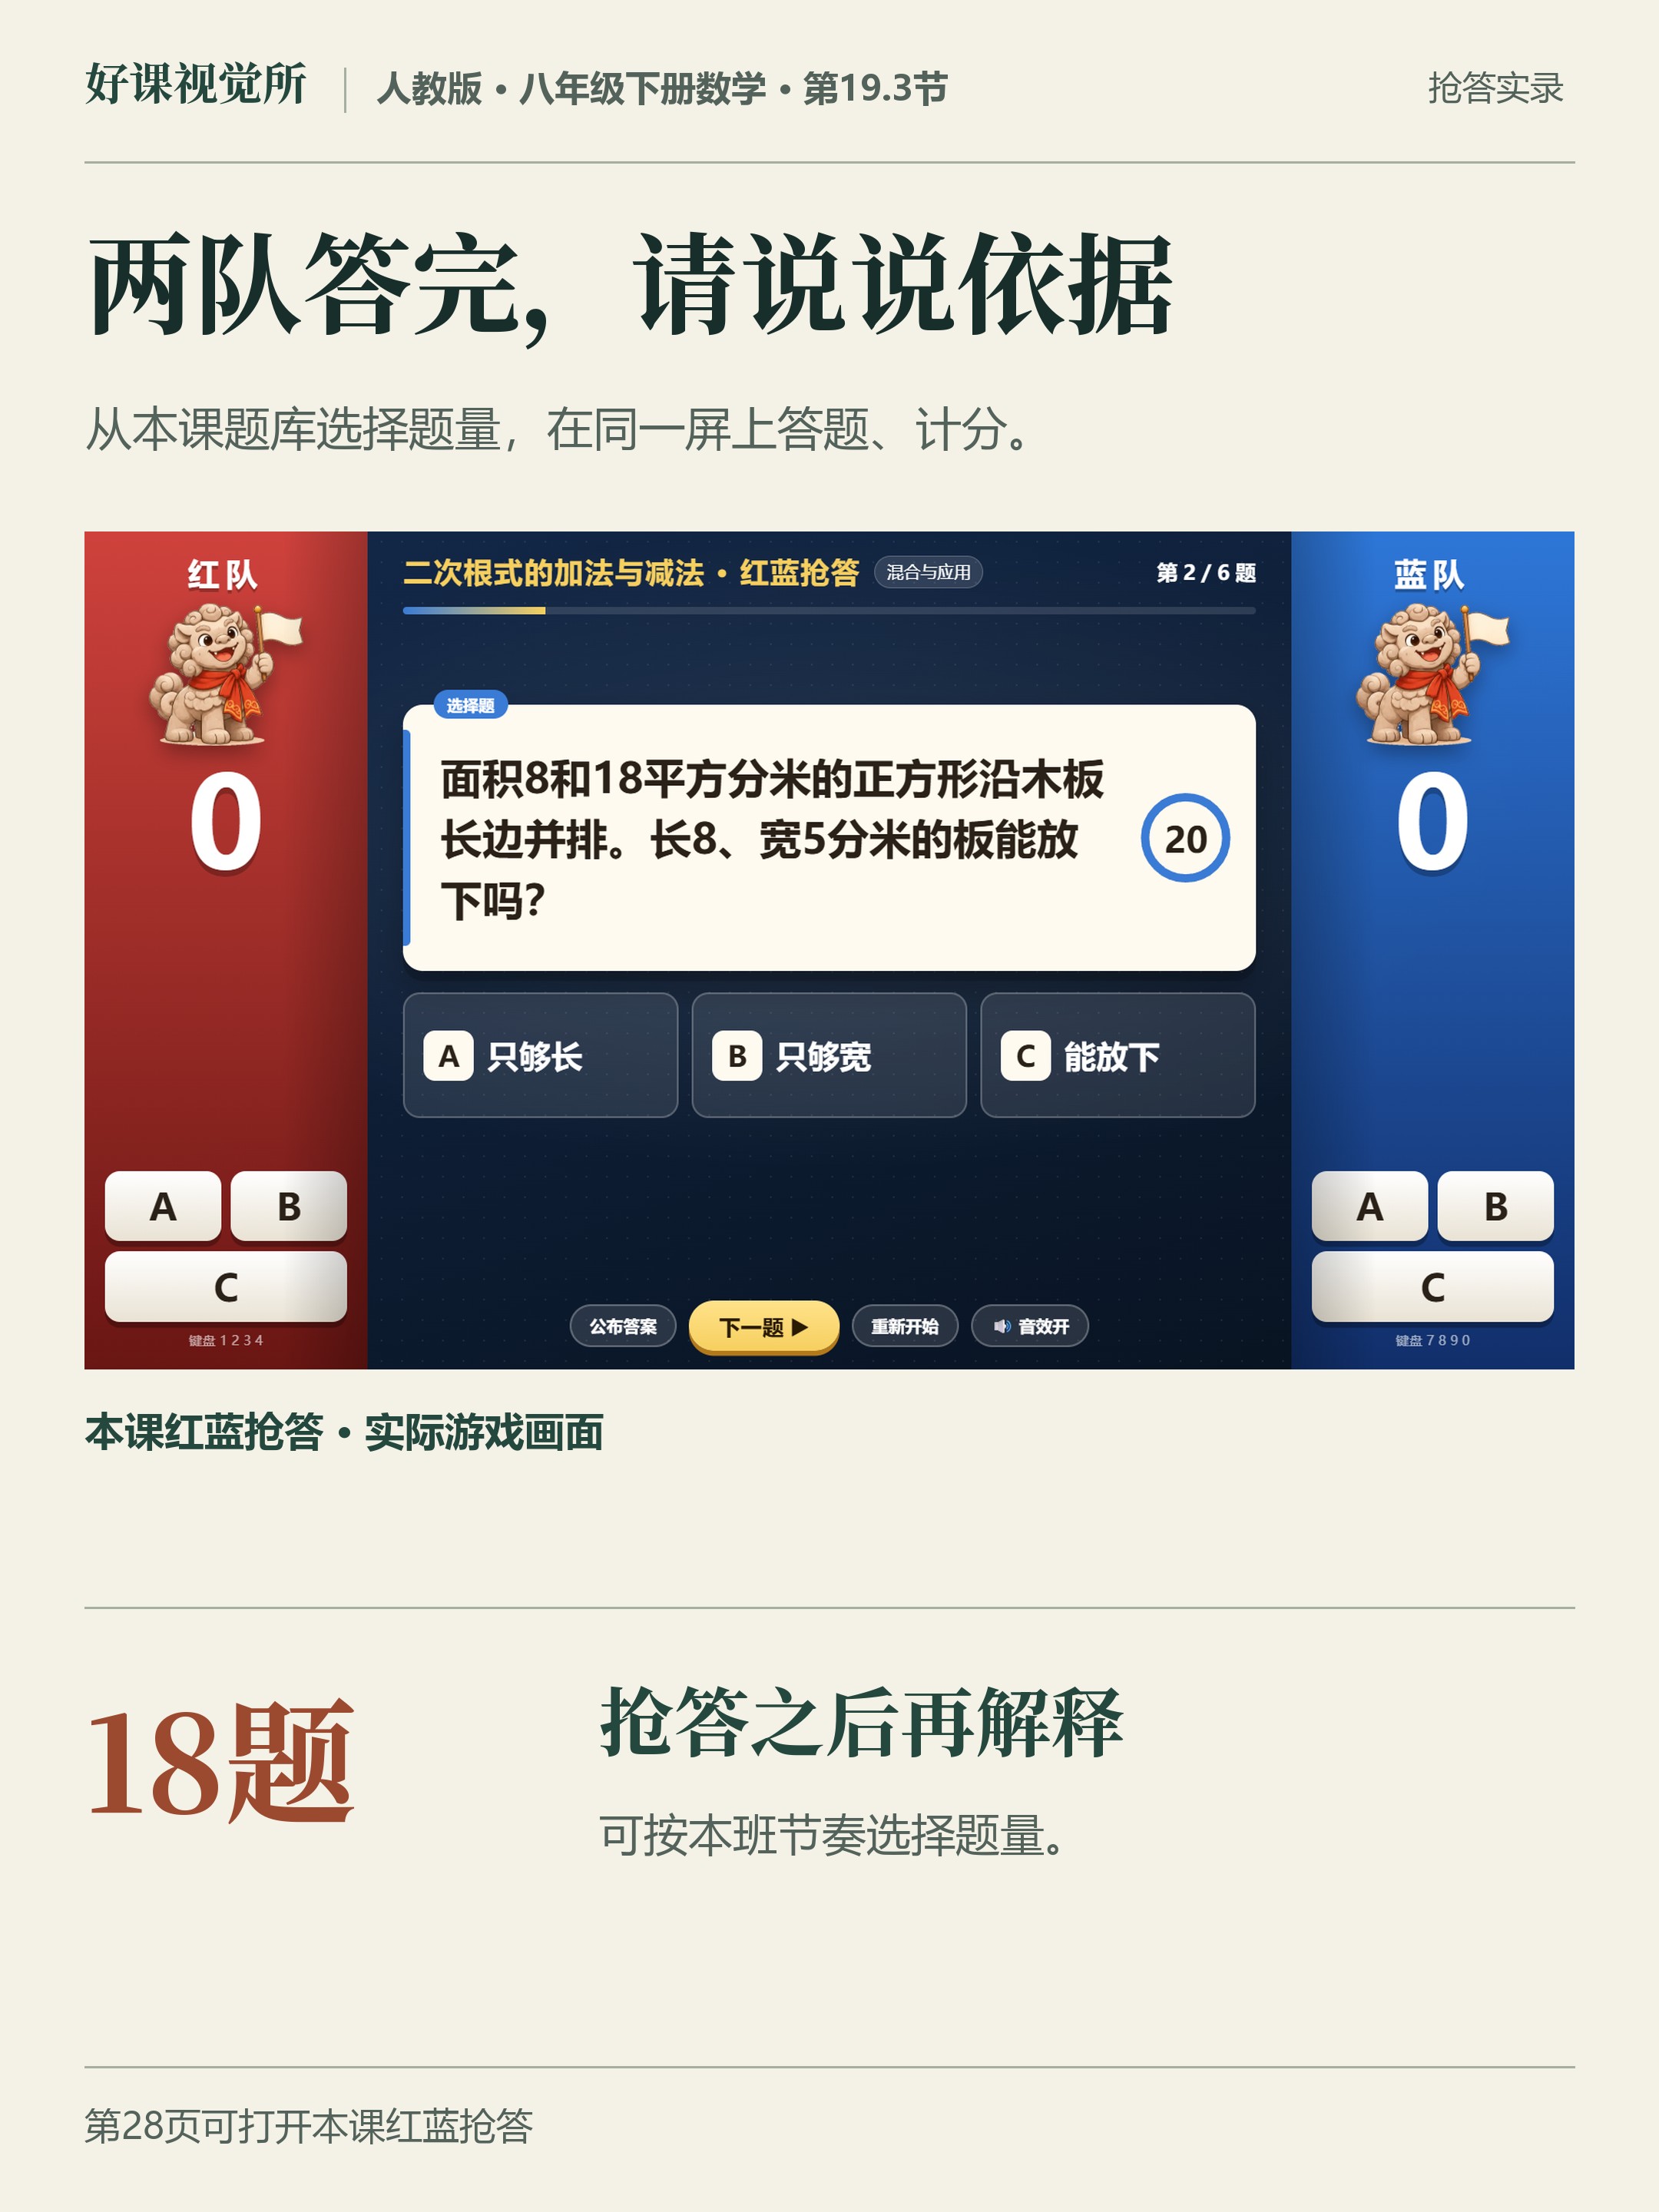 好课视觉所
人教版·八年级下册数学·第19.3节
抢答实录
两队答完，请说说依据
从本课题库选择题量，在同一屏上答题、计分。
红队
0
A
B
C
键盘 1 2 3 4
二次根式的加法与减法·红蓝抢答
混合与应用
第 2 / 6 题
选择题
面积8和18平方分米的正方形沿木板
长边并排。长8、宽5分米的板能放
下吗？
20
A 只够长
B 只够宽
C 能放下
公布答案
下一题 ▶
重新开始
音效开
蓝队
0
A
B
C
键盘 7 8 9 0
本课红蓝抢答·实际游戏画面
18题
抢答之后再解释
可按本班节奏选择题量。
第28页可打开本课红蓝抢答